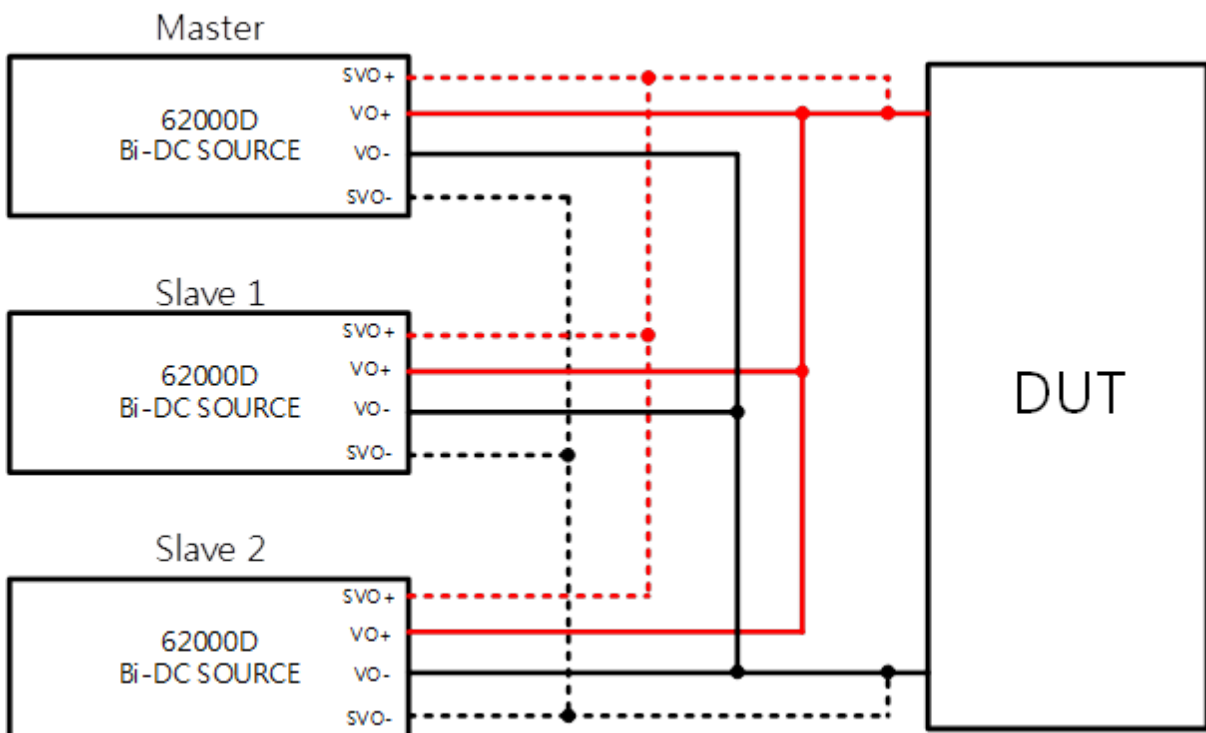 Master
62000D
Bi-DC SOURCE
SVO+
VO+
VO-
SVO-
Slave 1
62000D
Bi-DC SOURCE
SVO+
VO+
VO-
SVO-
DUT
Slave 2
62000D
Bi-DC SOURCE
SVO+
VO+
VO-
SVO-